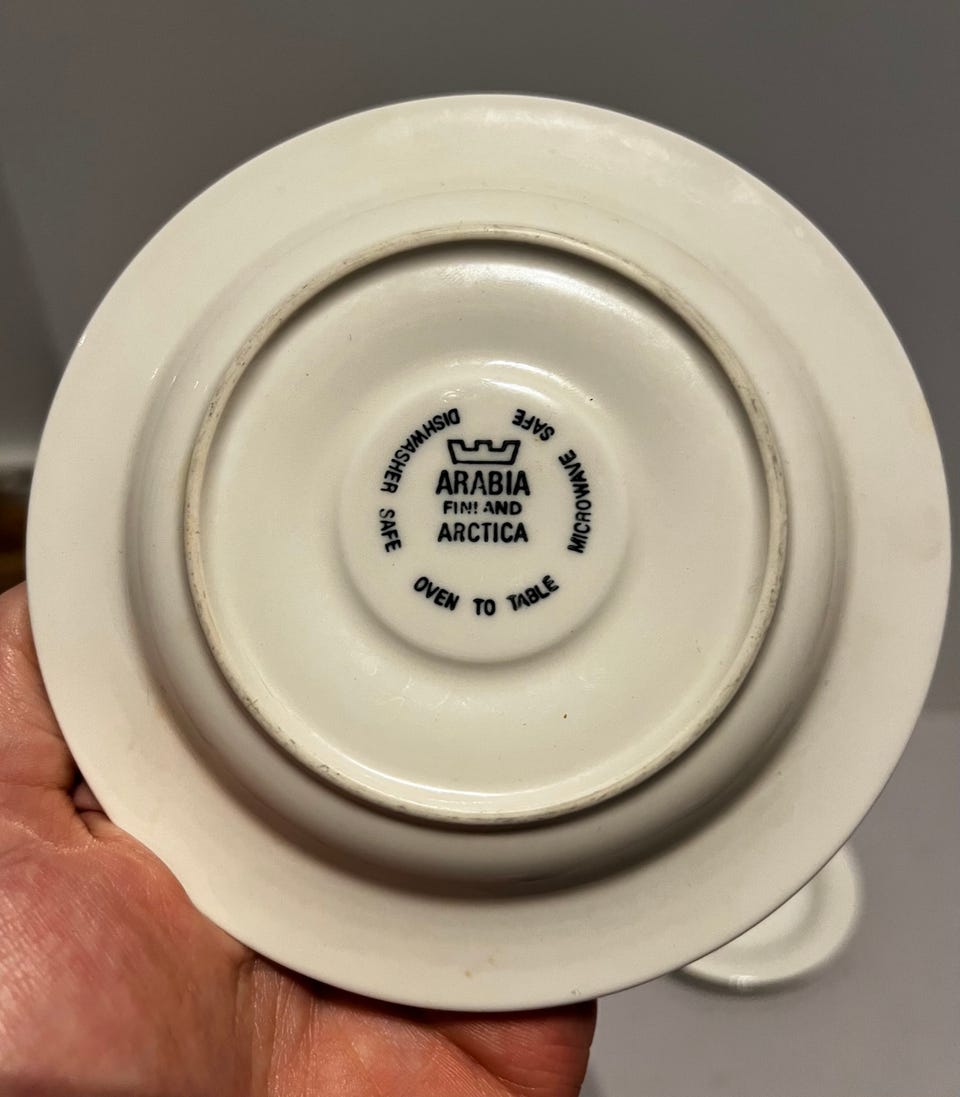 ARABIA
FINLAND
ARCTICA
DISHWASHER SAFE
OVEN TO TABLE
MICROWAVE SAFE